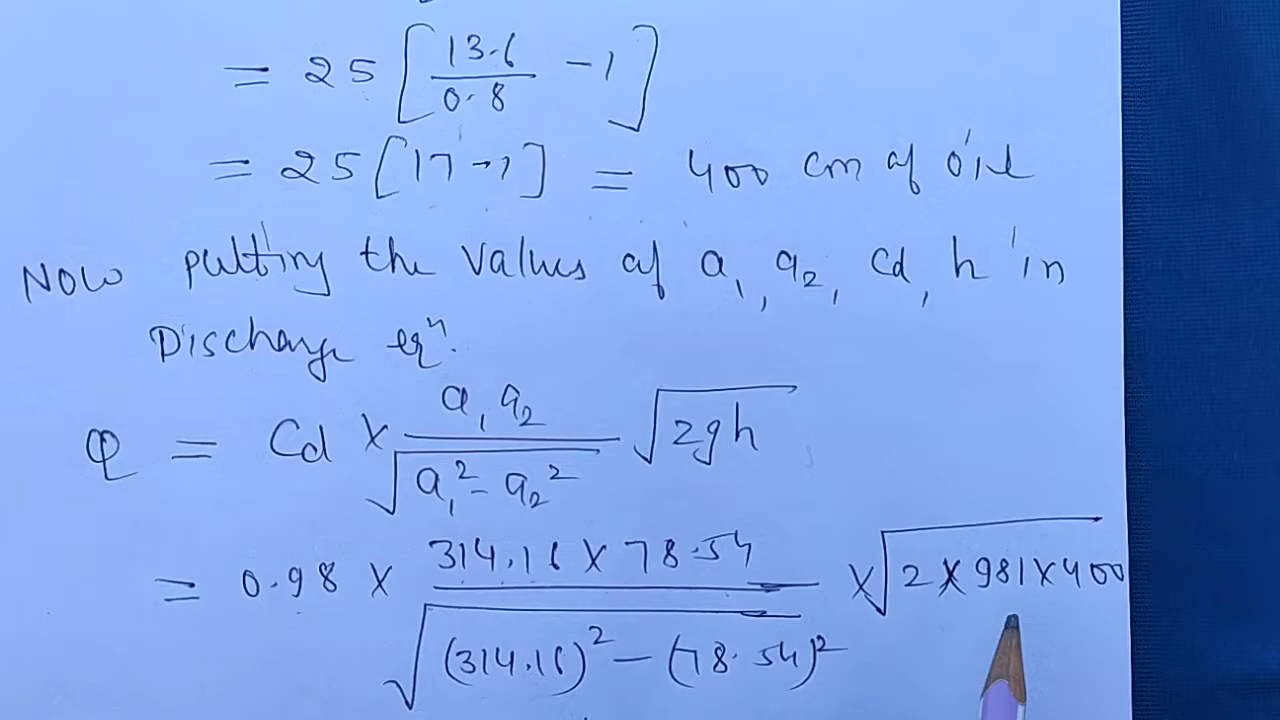 = 25 [13.6/0.8 - 1]
= 25 [17-1] = 400 cm of oil
Now putting the values of a₁, a₂, Cd, h in
Discharge eqⁿ.
Q = Cd × a₁a₂/√(a₁² - a₂²) √2gh
= 0.98 × 314.16 × 78.54/√((314.16)² - (78.54)²) × √2×981×400